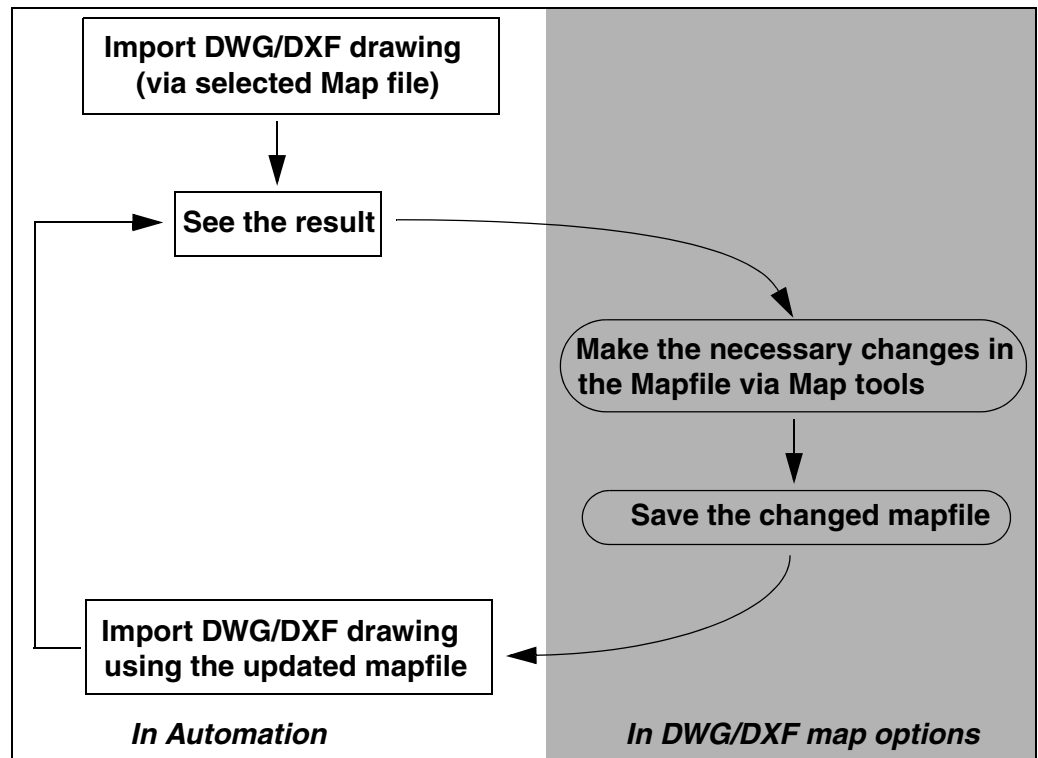 Import DWG/DXF drawing
(via selected Map file)
See the result
Make the necessary changes in
the Mapfile via Map tools
Save the changed mapfile
Import DWG/DXF drawing
using the updated mapfile
In Automation
In DWG/DXF map options